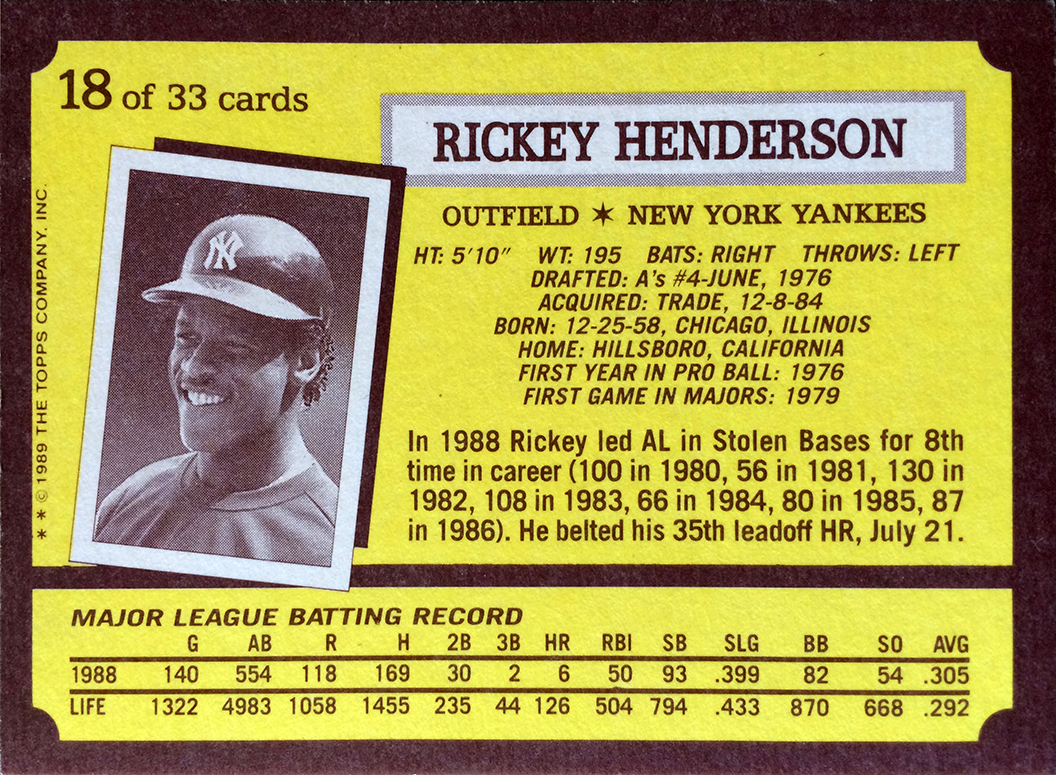 18 of 33 cards
RICKEY HENDERSON
OUTFIELD ✶ NEW YORK YANKEES
HT: 5'10" WT: 195 BATS: RIGHT THROWS: LEFT
DRAFTED: A's #4-JUNE, 1976
ACQUIRED: TRADE, 12-8-84
BORN: 12-25-58, CHICAGO, ILLINOIS
HOME: HILLSBORO, CALIFORNIA
FIRST YEAR IN PRO BALL: 1976
FIRST GAME IN MAJORS: 1979
In 1988 Rickey led AL in Stolen Bases for 8th
time in career (100 in 1980, 56 in 1981, 130 in
1982, 108 in 1983, 66 in 1984, 80 in 1985, 87
in 1986). He belted his 35th leadoff HR, July 21.
NY
* * © 1989 THE TOPPS COMPANY, INC.
MAJOR LEAGUE BATTING RECORD
G AB R H 2B 3B HR RBI SB SLG BB SO AVG
1988 140 554 118 169 30 2 6 50 93 .399 82 54 .305
LIFE 1322 4983 1058 1455 235 44 126 504 794 .433 870 668 .292